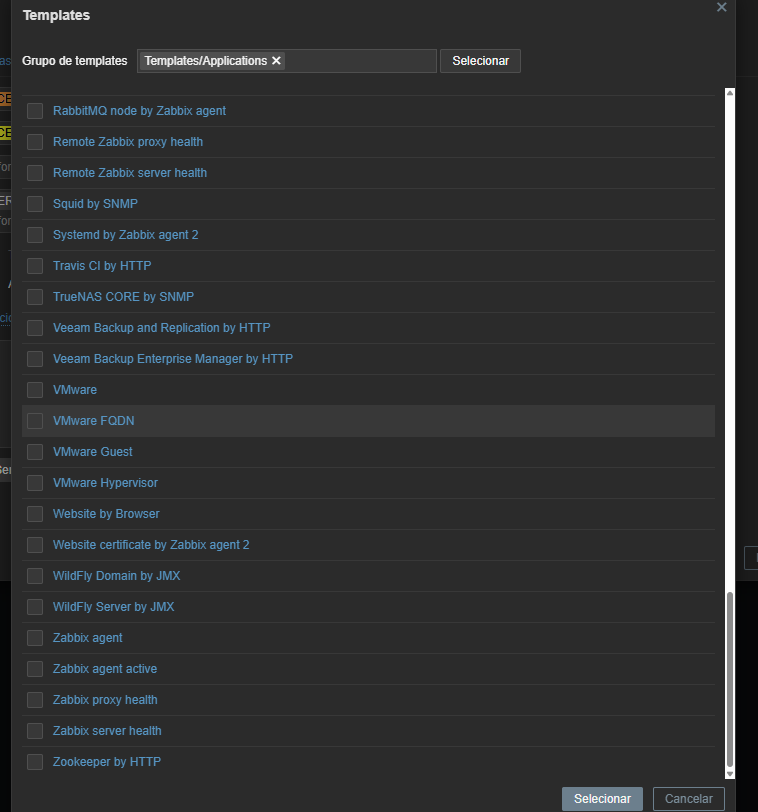 Templates
Grupo de templates Templates/Applications Selecionar
RabbitMQ node by Zabbix agent
Remote Zabbix proxy health
Remote Zabbix server health
Squid by SNMP
Systemd by Zabbix agent 2
Travis CI by HTTP
TrueNAS CORE by SNMP
Veeam Backup and Replication by HTTP
Veeam Backup Enterprise Manager by HTTP
VMware
VMware FQDN
VMware Guest
VMware Hypervisor
Website by Browser
Website certificate by Zabbix agent 2
WildFly Domain by JMX
WildFly Server by JMX
Zabbix agent
Zabbix agent active
Zabbix proxy health
Zabbix server health
Zookeeper by HTTP
Selecionar Cancelar